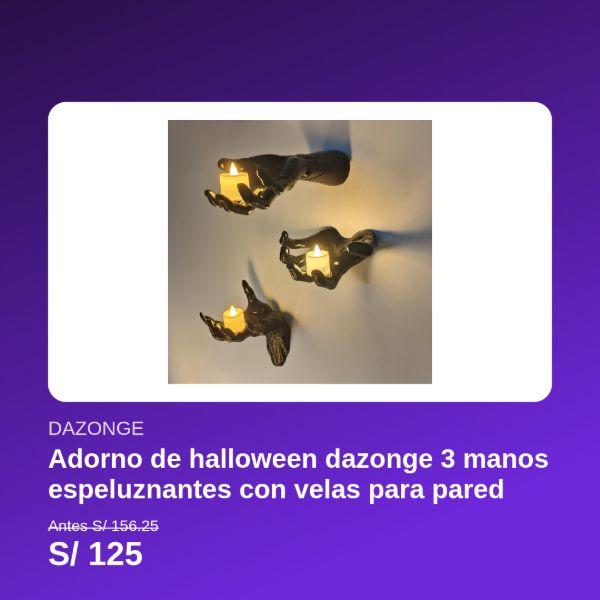 DAZONGE
Adorno de halloween dazonge 3 manos
espeluznantes con velas para pared
Antes S/ 156.25
S/ 125